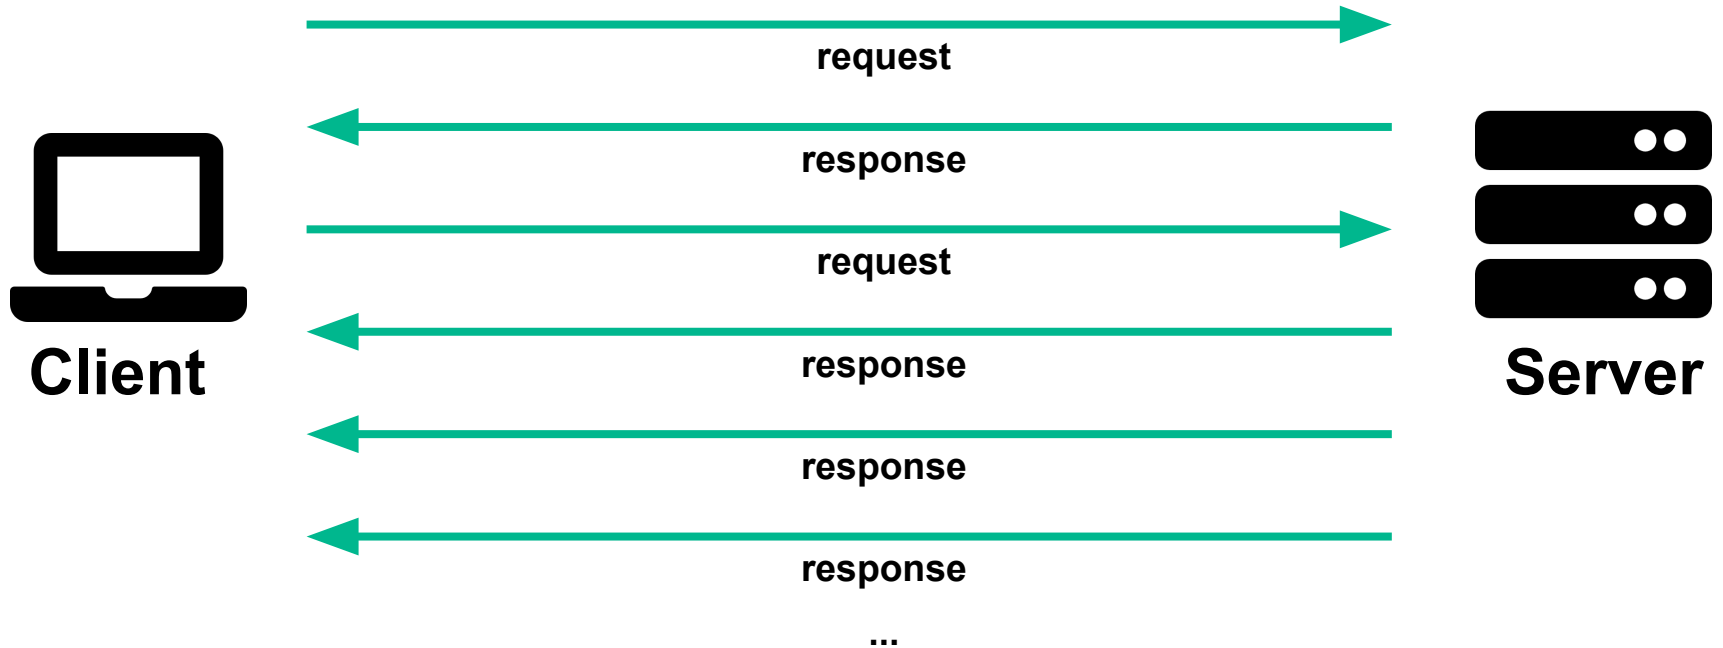 request
response
request
response
Client
Server
response
response
...